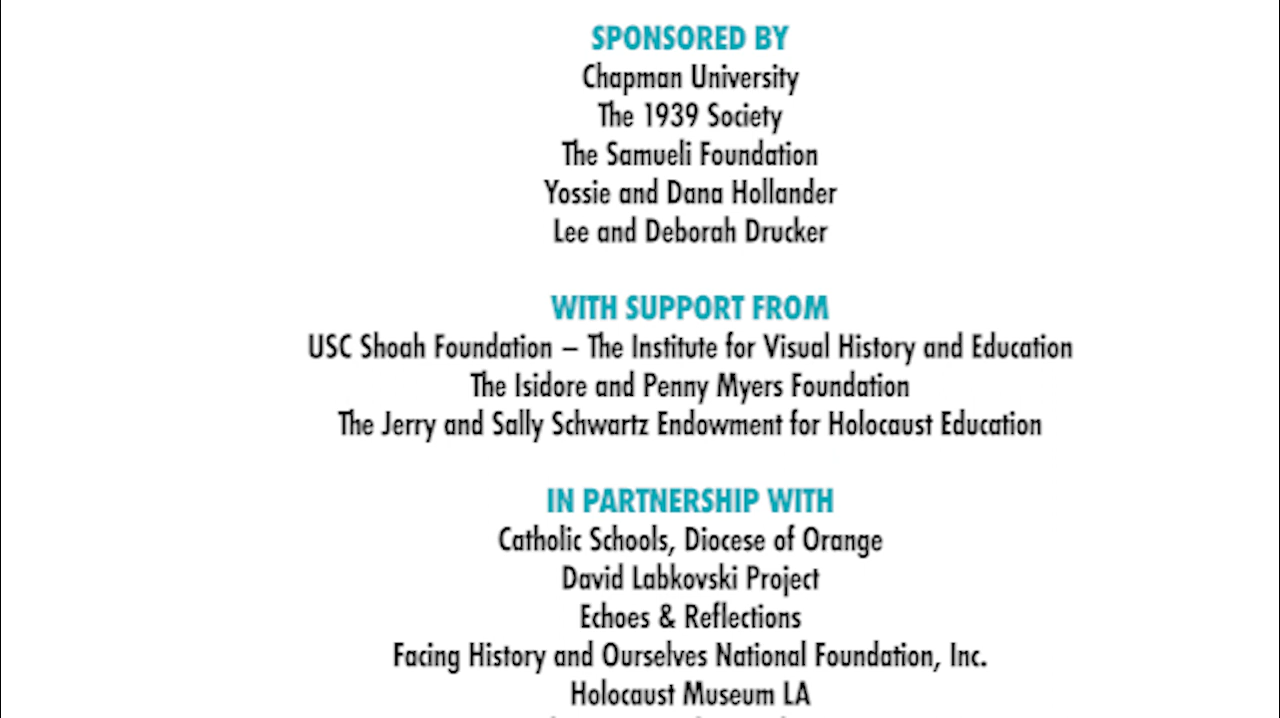 SPONSORED BY
Chapman University
The 1939 Society
The Samueli Foundation
Yossie and Dana Hollander
Lee and Deborah Drucker
WITH SUPPORT FROM
USC Shoah Foundation – The Institute for Visual History and Education
The Isidore and Penny Myers Foundation
The Jerry and Sally Schwartz Endowment for Holocaust Education
IN PARTNERSHIP WITH
Catholic Schools, Diocese of Orange
David Labkovski Project
Echoes & Reflections
Facing History and Ourselves National Foundation, Inc.
Holocaust Museum LA